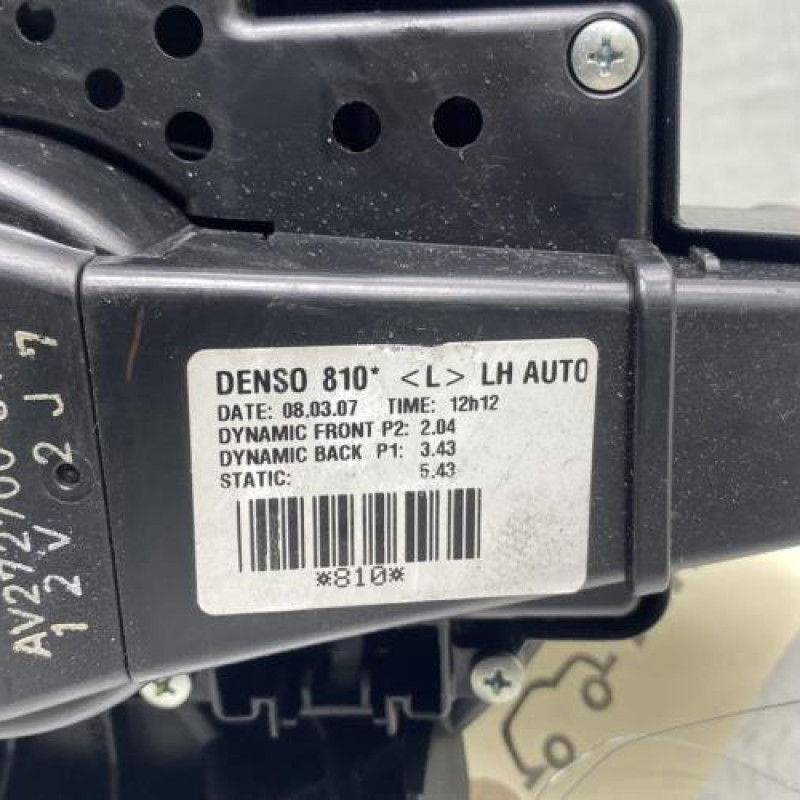 DENSO 810* <L> LH AUTO
DATE: 08.03.07 TIME: 12h12
DYNAMIC FRONT P2: 2.04
DYNAMIC BACK P1: 3.43
STATIC: 5.43
*810*
AV272700
12V 2J7